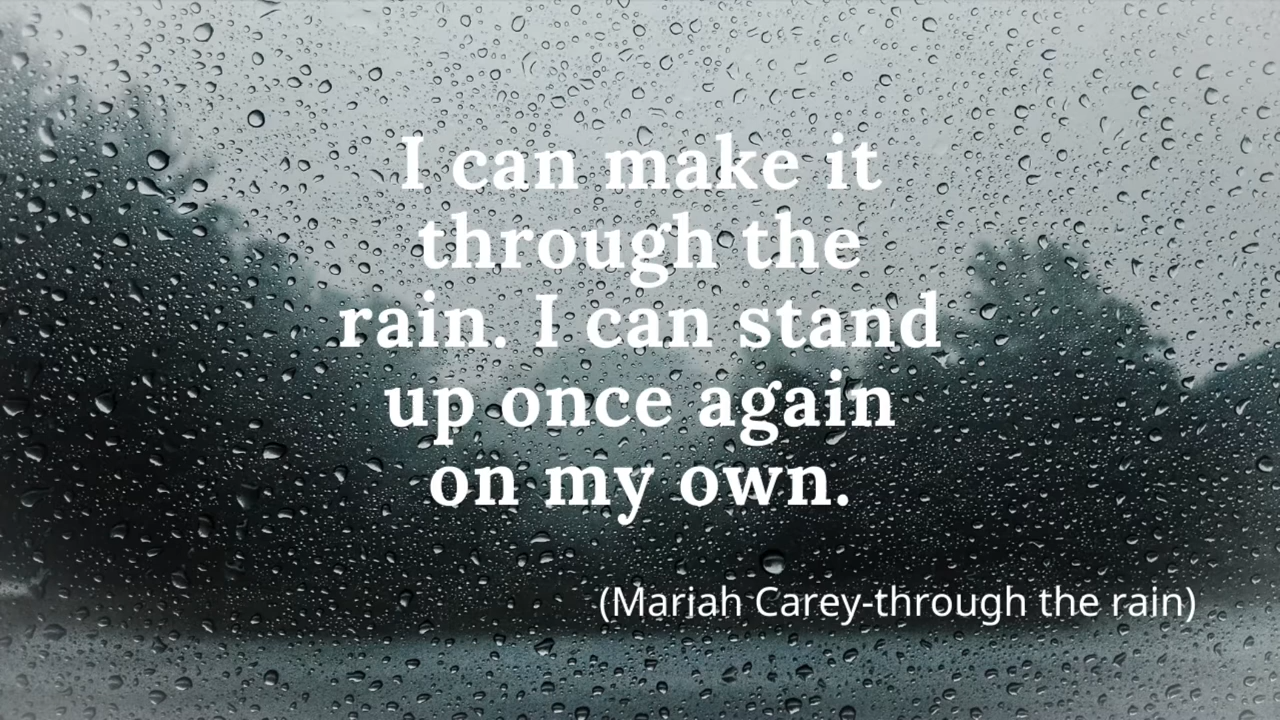 I can make it
through the
rain. I can stand
up once again
on my own.
(Mariah Carey-through the rain)